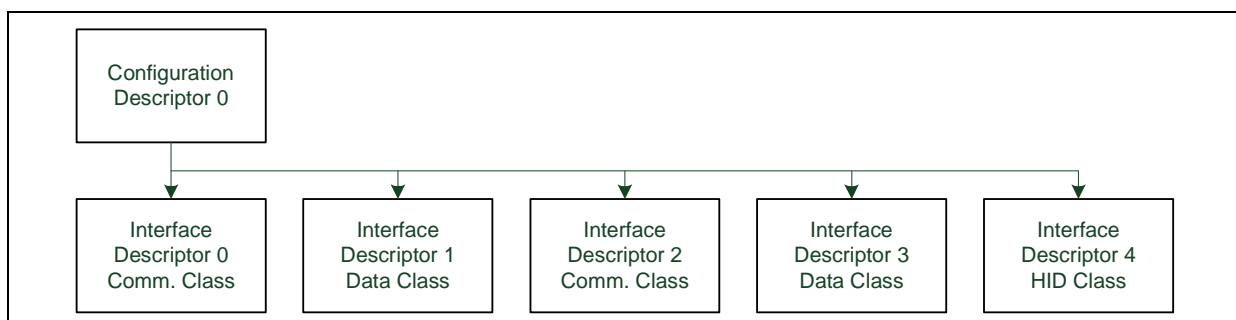 Configuration
Descriptor 0
Interface
Descriptor 0
Comm. Class
Interface
Descriptor 1
Data Class
Interface
Descriptor 2
Comm. Class
Interface
Descriptor 3
Data Class
Interface
Descriptor 4
HID Class